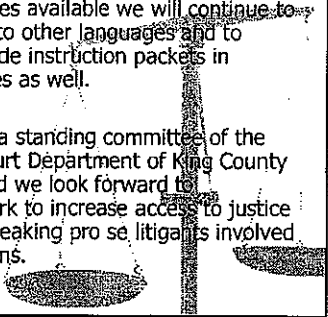 es available we will continue to
to other languages and to
de instruction packets in
es as well.
a standing committee of the
urt Department of King County
d we look forward to
rk to increase access to justice
eaking pro se litigants involved
ns.